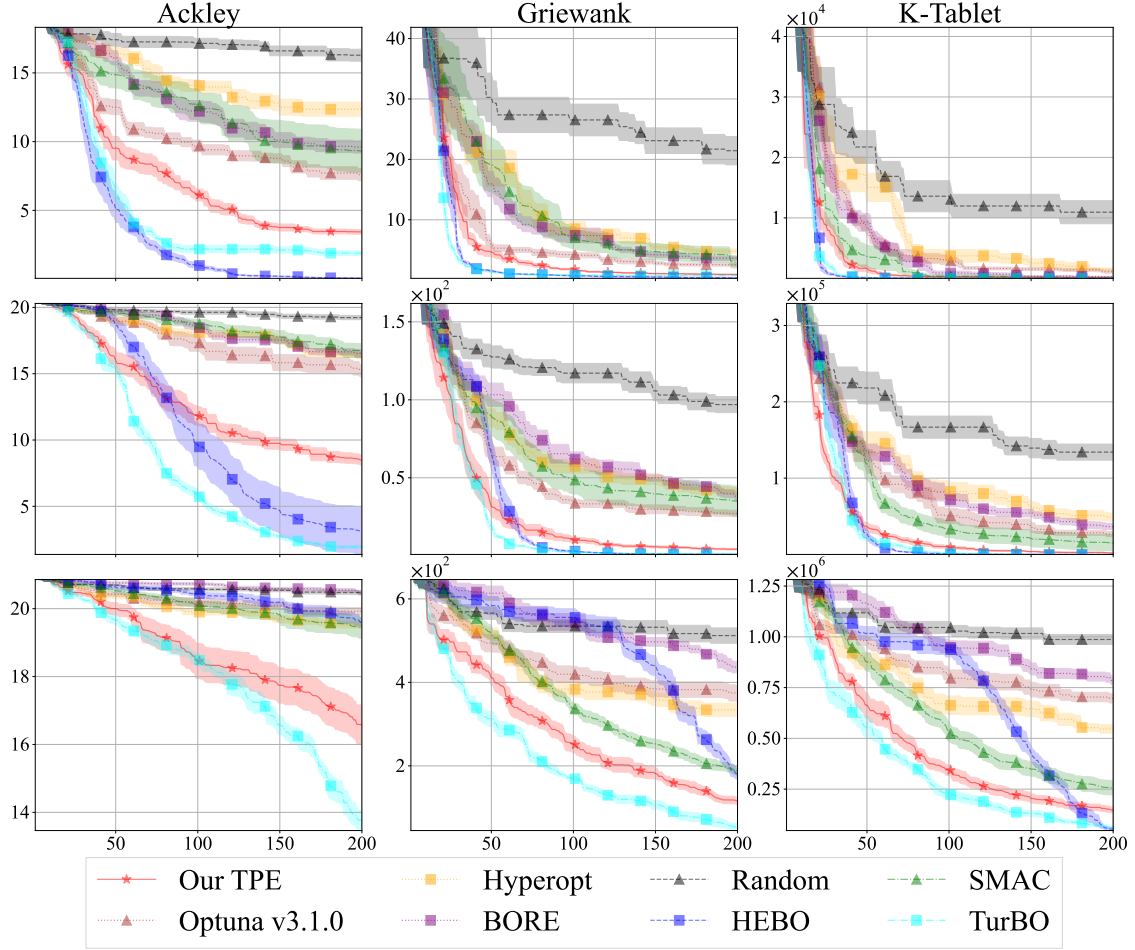 Ackley Griewank K-Tablet
×10⁴
15 10 5
40 30 20 10
4 3 2 1
×10² ×10⁵
20 15 10 5
1.5 1.0 0.5
3 2 1
×10² ×10⁶
20 18 16 14
6 4 2
1.25 1.00 0.75 0.50 0.25
50 100 150 200 50 100 150 200 50 100 150 200
Our TPE Hyperopt Random SMAC
Optuna v3.1.0 BORE HEBO TurBO